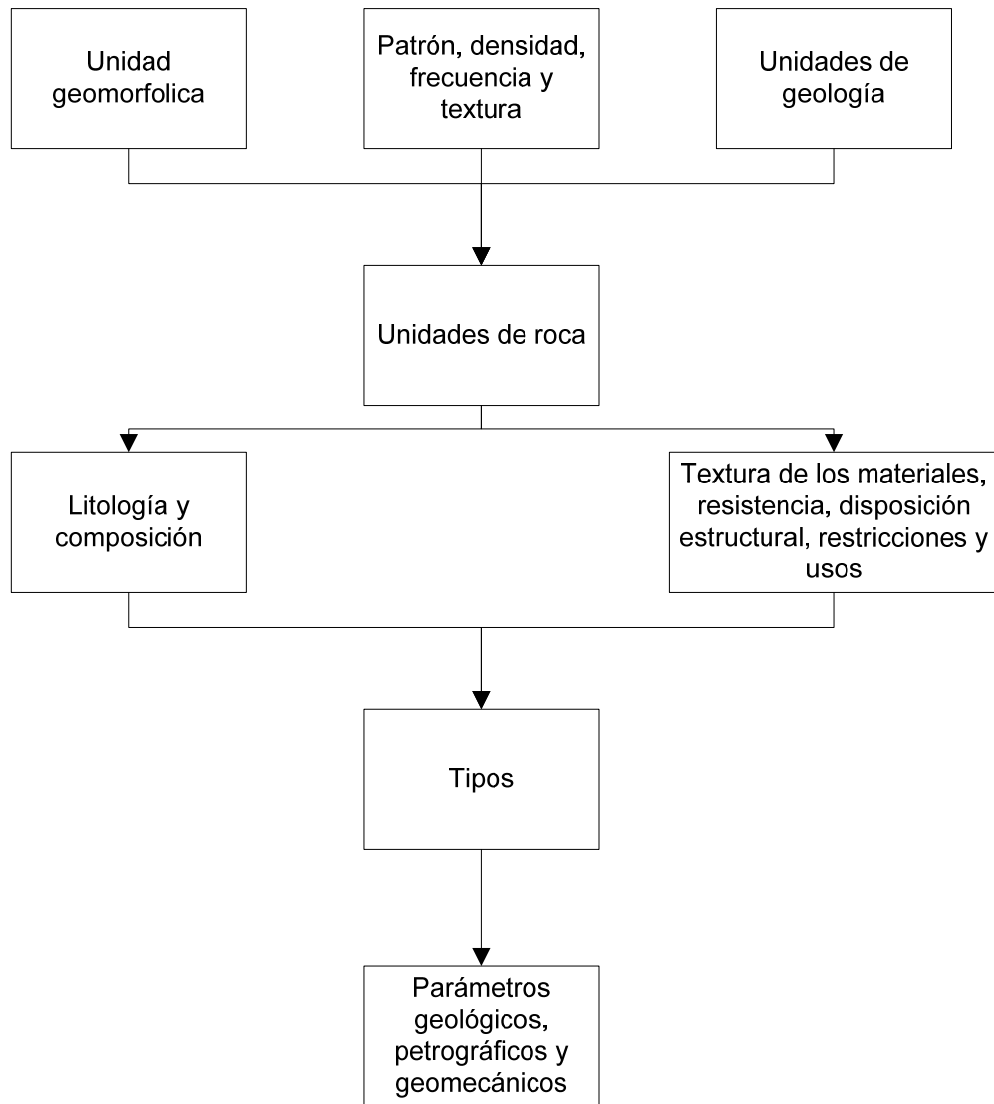 Unidad
geomorfolica
Patrón, densidad,
frecuencia y
textura
Unidades de
geología
Unidades de roca
Litología y
composición
Textura de los materiales,
resistencia, disposición
estructural, restricciones y
usos
Tipos
Parámetros
geológicos,
petrográficos y
geomecánicos